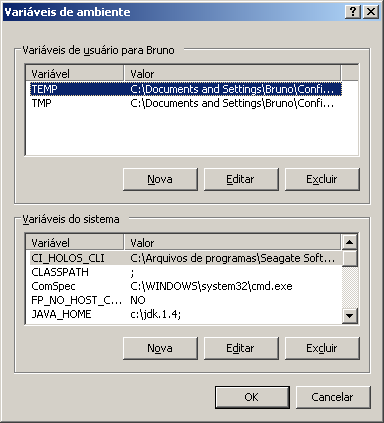 Variáveis de ambiente
Variáveis de usuário para Bruno
Variável Valor
TEMP C:\Documents and Settings\Bruno\Confi...
TMP C:\Documents and Settings\Bruno\Confi...
Nova Editar Excluir
Variáveis do sistema
Variável Valor
CI_HOLOS_CLI C:\Arquivos de programas\Seagate Soft...
CLASSPATH ;
ComSpec C:\WINDOWS\system32\cmd.exe
FP_NO_HOST_C... NO
JAVA_HOME c:\jdk.1.4;
Nova Editar Excluir
OK Cancelar